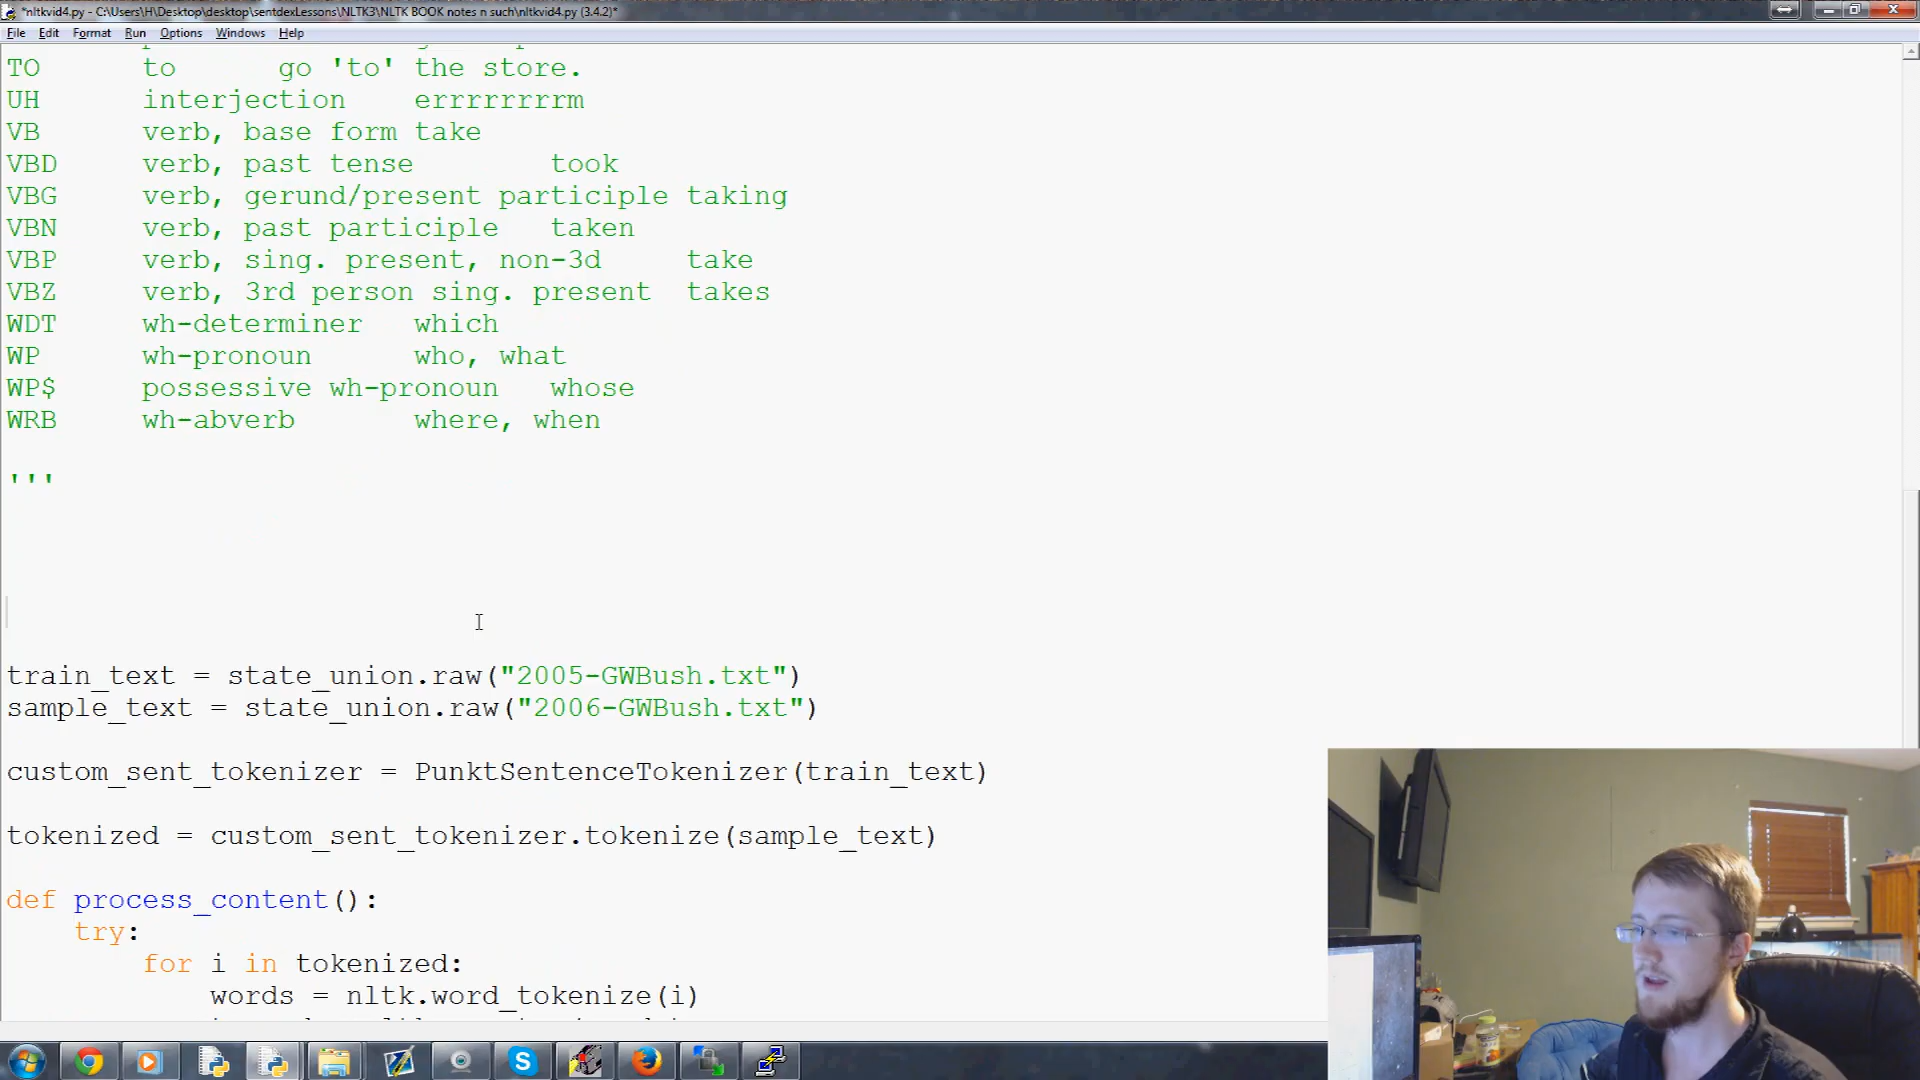 *nltkvid4.py - C:\Users\H\Desktop\desktop\sentdexLessons\NLTK3\NLTK BOOK notes n such\nltkvid4.py (3.4.2)*
File Edit Format Run Options Windows Help
TO to go 'to' the store.
UH interjection errrrrrrrm
VB verb, base form take
VBD verb, past tense took
VBG verb, gerund/present participle taking
VBN verb, past participle taken
VBP verb, sing. present, non-3d take
VBZ verb, 3rd person sing. present takes
WDT wh-determiner which
WP wh-pronoun who, what
WP$ possessive wh-pronoun whose
WRB wh-abverb where, when
'''
train_text = state_union.raw("2005-GWBush.txt")
sample_text = state_union.raw("2006-GWBush.txt")
custom_sent_tokenizer = PunktSentenceTokenizer(train_text)
tokenized = custom_sent_tokenizer.tokenize(sample_text)
def process_content():
try:
for i in tokenized:
words = nltk.word_tokenize(i)